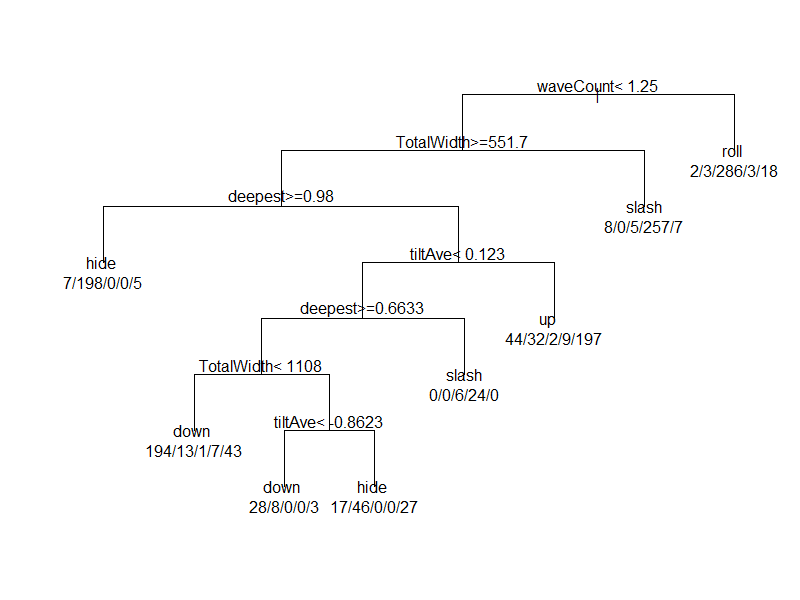 waveCount< 1.25
TotalWidth>=551.7
roll
2/3/286/3/18
deepest>=0.98
slash
8/0/5/257/7
tiltAve< 0.123
hide
7/198/0/0/5
deepest>=0.6633
up
44/32/2/9/197
TotalWidth< 1108
slash
0/0/6/24/0
tiltAve< -0.8623
down
194/13/1/7/43
down
28/8/0/0/3
hide
17/46/0/0/27